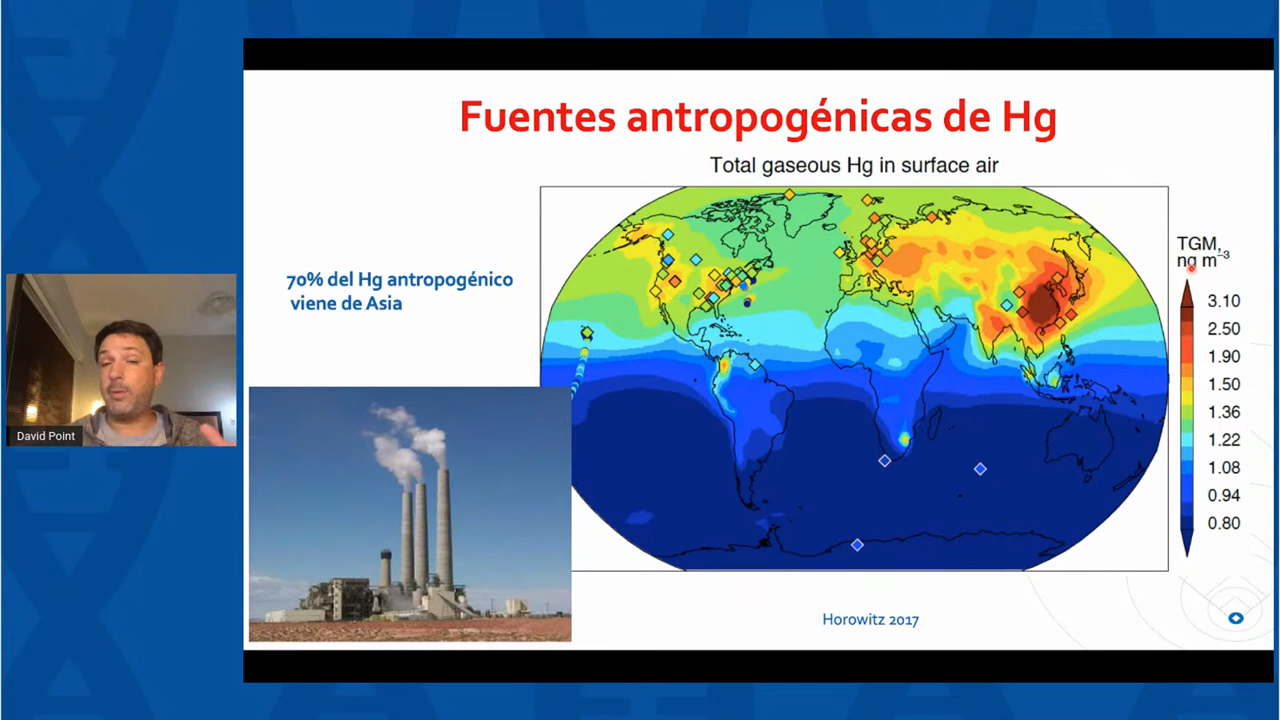 Fuentes antropogénicas de Hg
Total gaseous Hg in surface air
70% del Hg antropogénico
viene de Asia
TGM,
ng m⁻³
3.10
2.50
1.90
1.50
1.36
1.22
1.08
0.94
0.80
David Point
Horowitz 2017